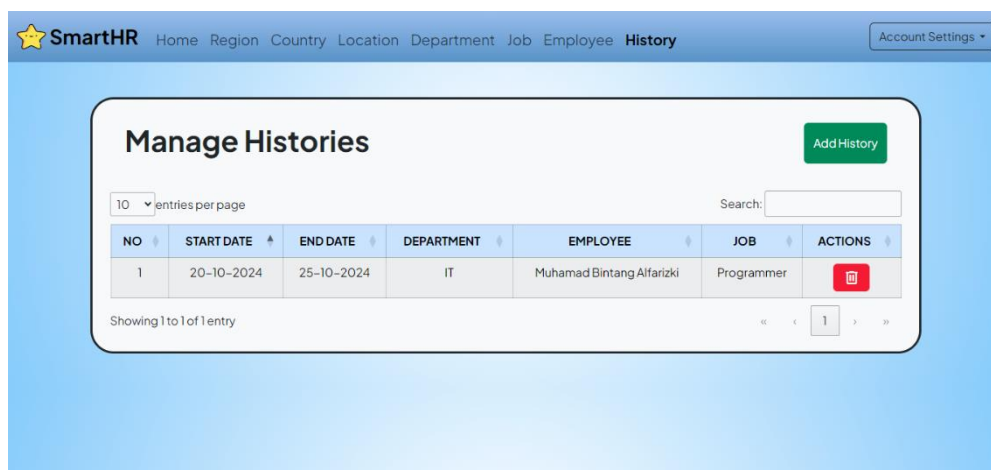 SmartHR Home Region Country Location Department Job Employee History Account Settings
Manage Histories
Add History
10 entries per page
Search:
NO START DATE END DATE DEPARTMENT EMPLOYEE JOB ACTIONS
1 20-10-2024 25-10-2024 IT Muhamad Bintang Alfarizki Programmer
Showing 1 to 1 of 1 entry
« ‹ 1 › »